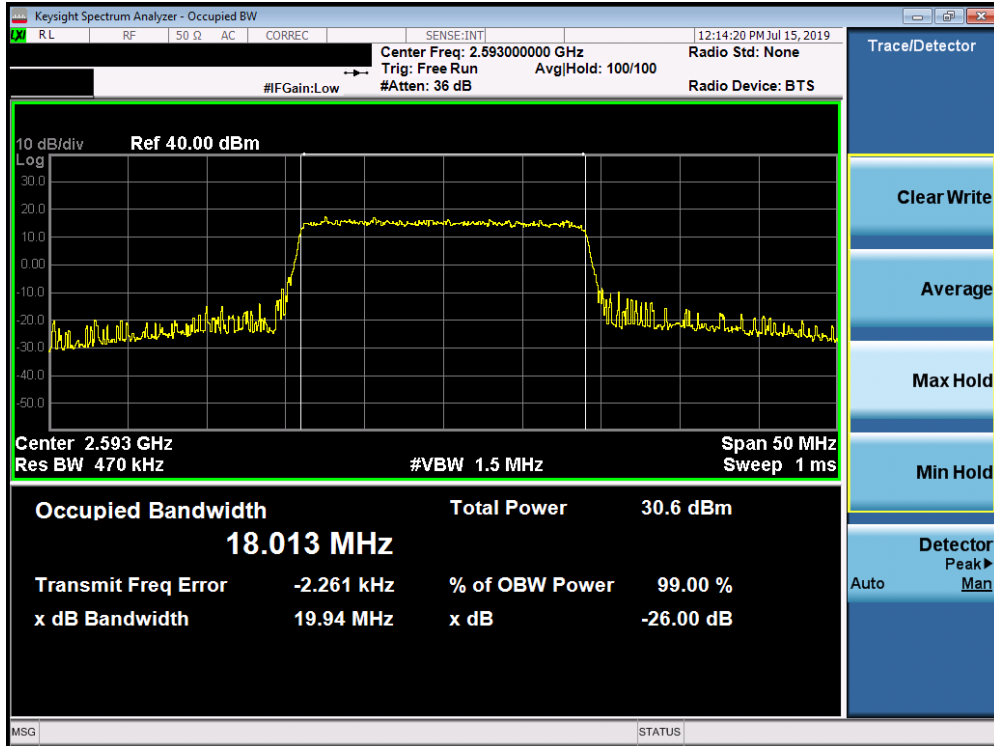 Keysight Spectrum Analyzer - Occupied BW
LXI RL RF 50 Ω AC CORREC SENSE:INT 12:14:20 PM Jul 15, 2019
Center Freq: 2.593000000 GHz Radio Std: None
Trig: Free Run Avg|Hold: 100/100
#IFGain:Low #Atten: 36 dB Radio Device: BTS
Trace/Detector
10 dB/div Ref 40.00 dBm
Log
30.0
20.0
10.0
0.00
-10.0
-20.0
-30.0
-40.0
-50.0
Center 2.593 GHz Span 50 MHz
Res BW 470 kHz #VBW 1.5 MHz Sweep 1 ms
Occupied Bandwidth Total Power 30.6 dBm
18.013 MHz
Transmit Freq Error -2.261 kHz % of OBW Power 99.00 %
x dB Bandwidth 19.94 MHz x dB -26.00 dB
Clear Write
Average
Max Hold
Min Hold
Detector
Peak▶
Auto Man
MSG STATUS